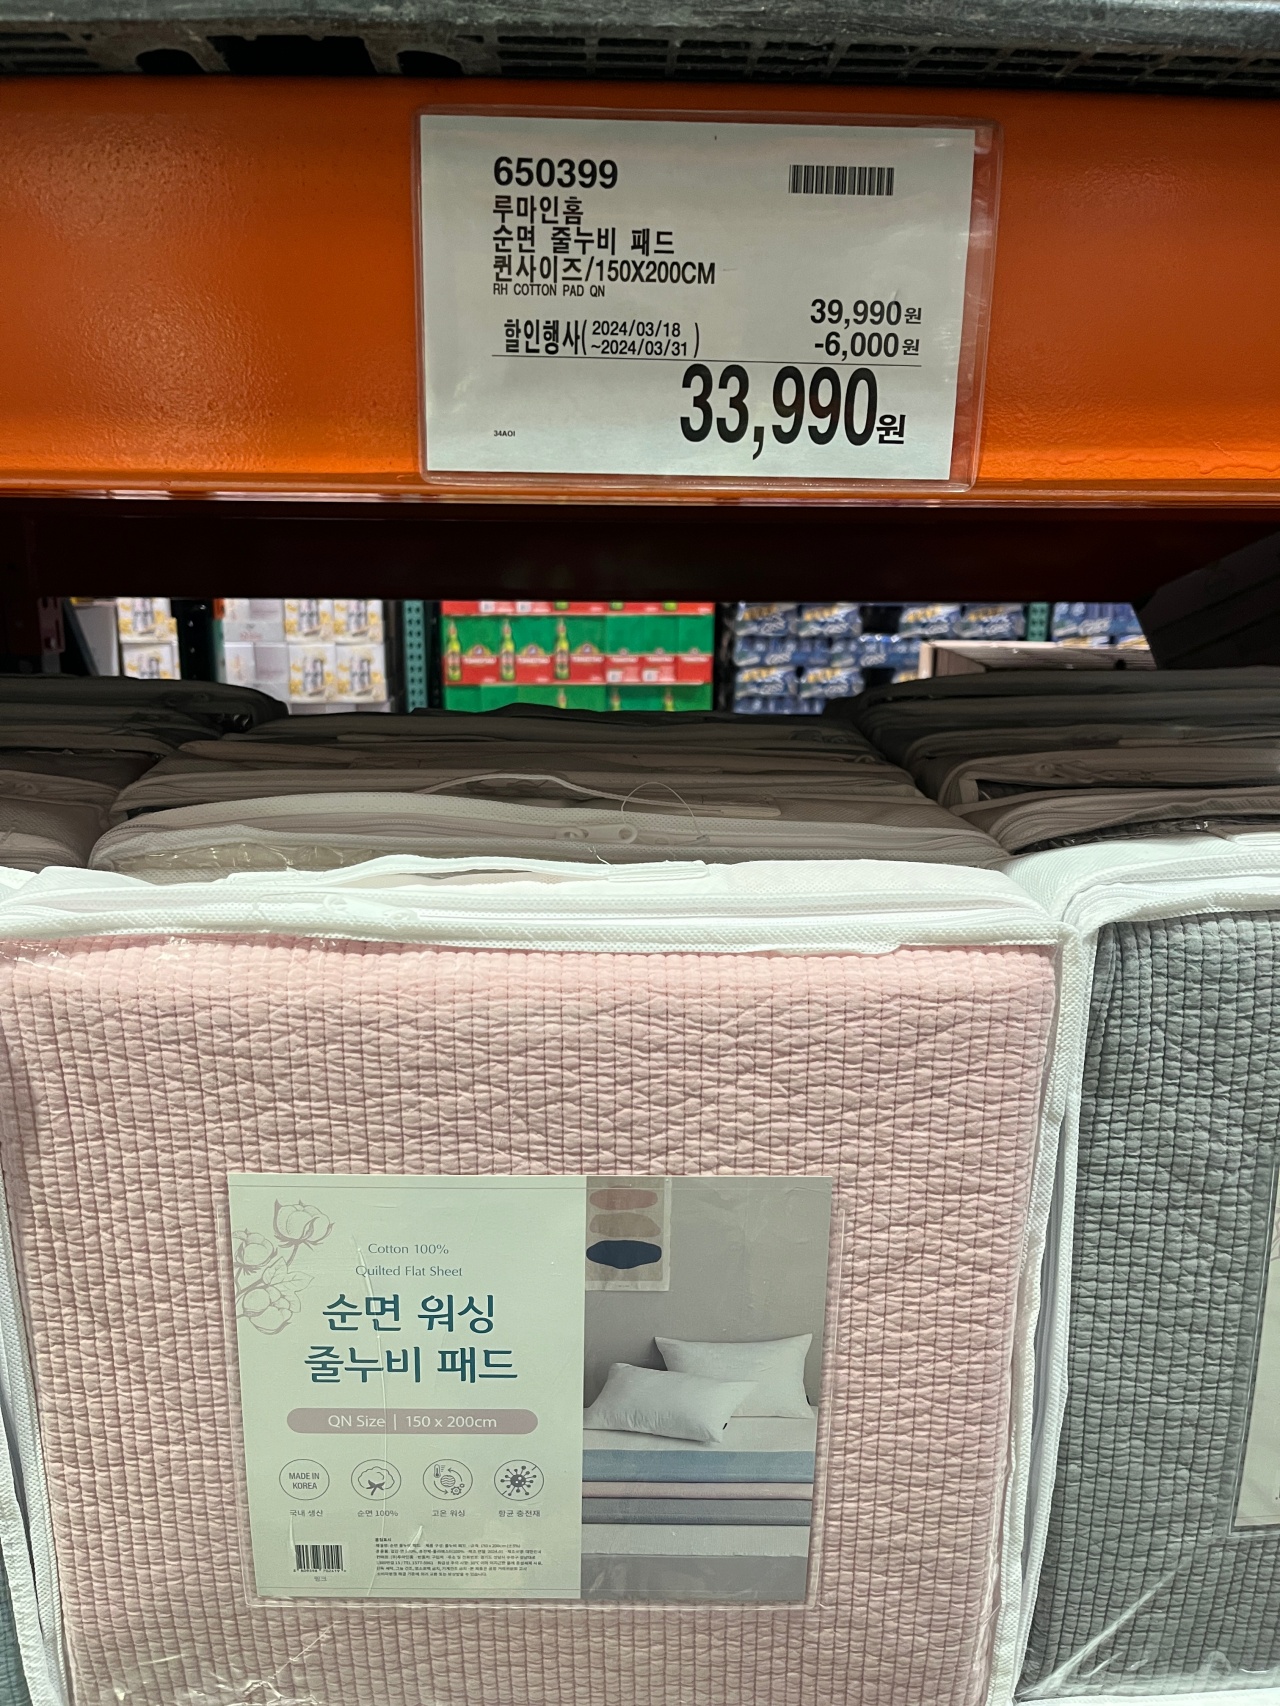 650399
루마인홈
순면 줄누비 패드
퀸사이즈/150X200CM
RH COTTON PAD QN
39,990원
할인행사( 2024/03/18 ~2024/03/31 )
-6,000원
33,990원
34AOI
Cotton 100%
Quilted Flat Sheet
순면 워싱
줄누비 패드
QN Size | 150 x 200cm
MADE IN
KOREA
국내 생산
순면 100%
고온 워싱
항균 충전재
핑크